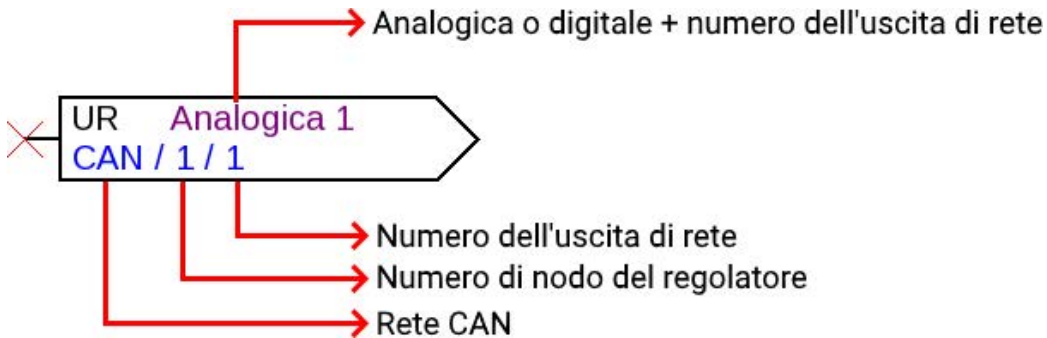 Analogica o digitale + numero dell'uscita di rete
UR Analogica 1
CAN / 1 / 1
Numero dell'uscita di rete
Numero di nodo del regolatore
Rete CAN